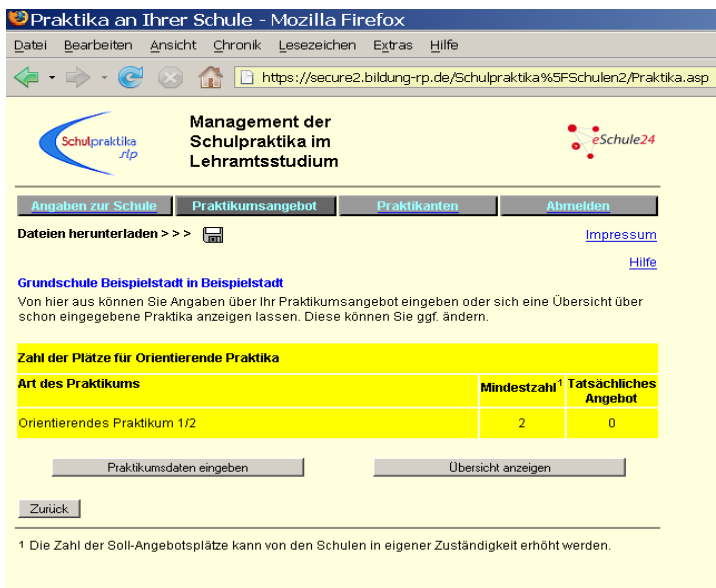 Praktika an Ihrer Schule - Mozilla Firefox
Datei Bearbeiten Ansicht Chronik Lesezeichen Extras Hilfe
https://secure2.bildung-rp.de/Schulpraktika%5FSchulen2/Praktika.asp
Schulpraktika
rlp
Management der
Schulpraktika im
Lehramtsstudium
eSchule24
Angaben zur Schule Praktikumsangebot Praktikanten Abmelden
Dateien herunterladen > > >
Impressum
Hilfe
Grundschule Beispielstadt in Beispielstadt
Von hier aus können Sie Angaben über Ihr Praktikumsangebot eingeben oder sich eine Übersicht über
schon eingegebene Praktika anzeigen lassen. Diese können Sie ggf. ändern.
Zahl der Plätze für Orientierende Praktika
Art des Praktikums Mindestzahl¹ Tatsächliches
Angebot
Orientierendes Praktikum 1/2 2 0
Praktikumsdaten eingeben Übersicht anzeigen
Zurück
1 Die Zahl der Soll-Angebotsplätze kann von den Schulen in eigener Zuständigkeit erhöht werden.